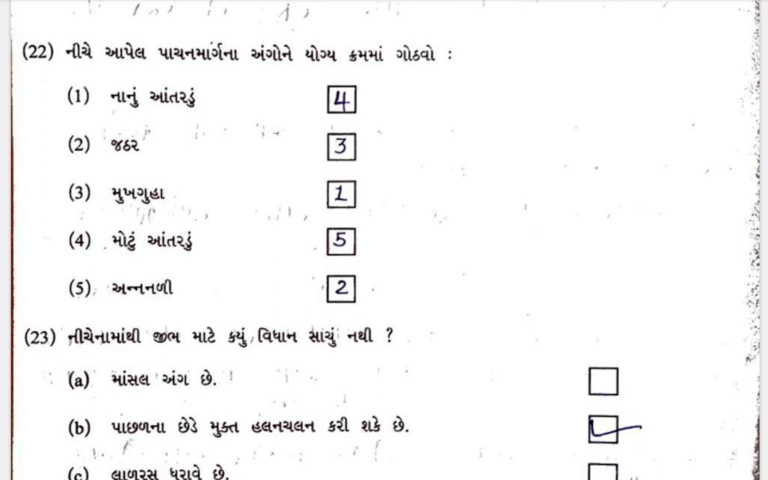 (22) નીચે આપેલ પાચનમાર્ગના અંગોને યોગ્ય ક્રમમાં ગોઠવો :
(1) નાનું આંતરડું 4
(2) જઠર 3
(3) મુખગુહા 1
(4) મોટું આંતરડું 5
(5) અન્નનળી 2
(23) નીચેનામાંથી જીભ માટે કયું વિધાન સાચું નથી ?
(a) માંસલ અંગ છે.
(b) પાછળના છેડે મુક્ત હલનચલન કરી શકે છે.
(c) લાળરસ ધરાવે છે.